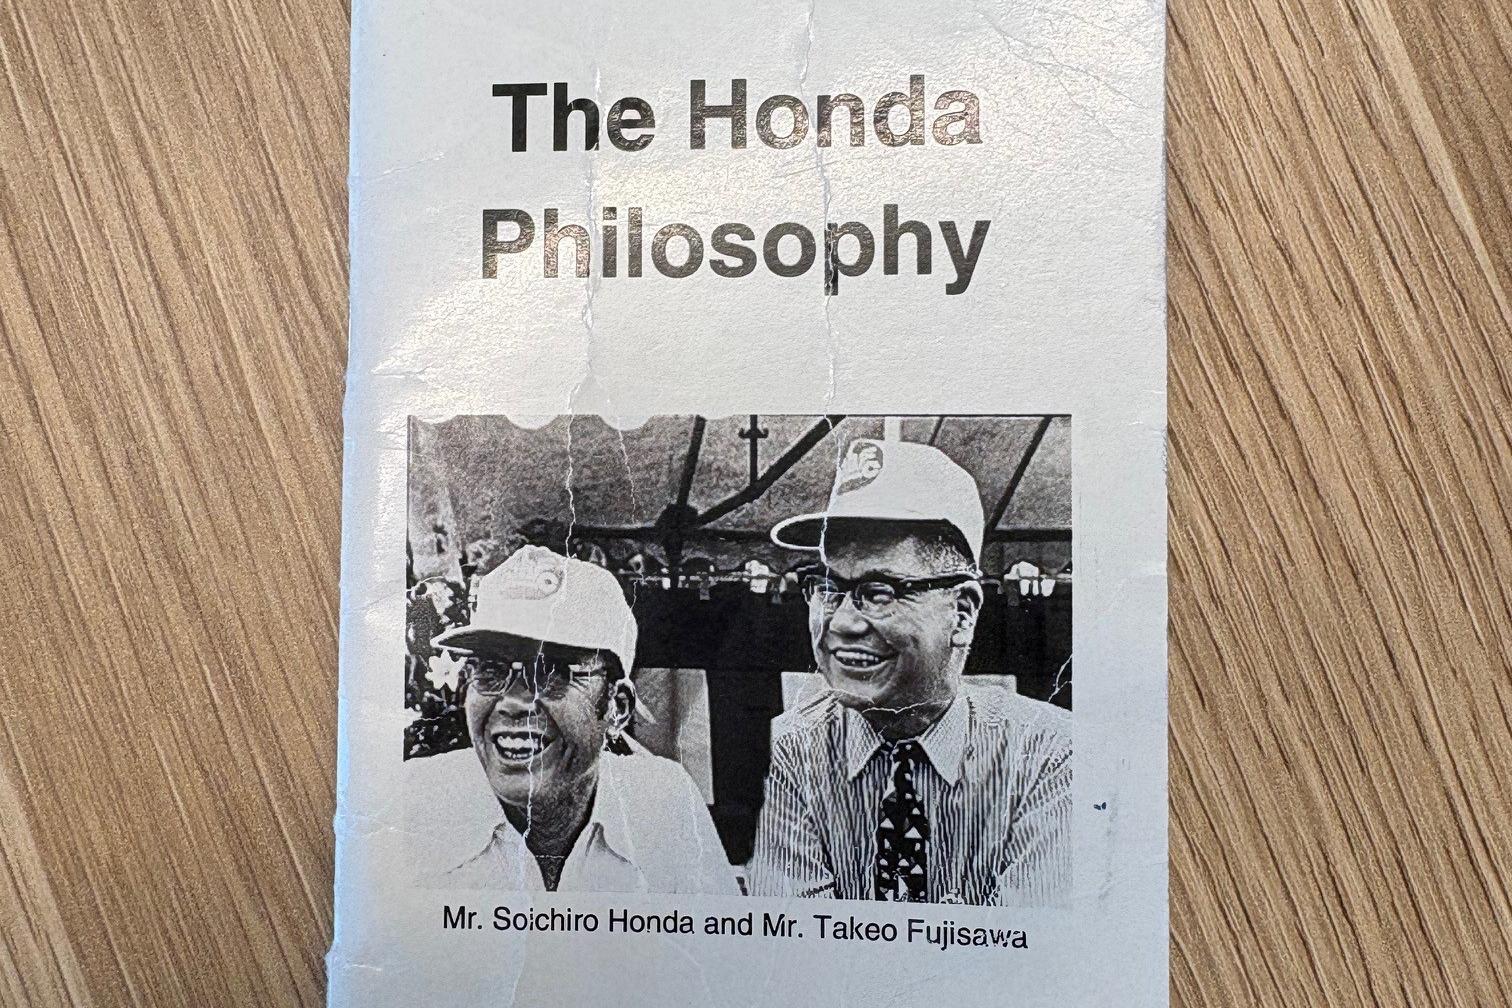 The Honda
Philosophy
Mr. Soichiro Honda and Mr. Takeo Fujisawa